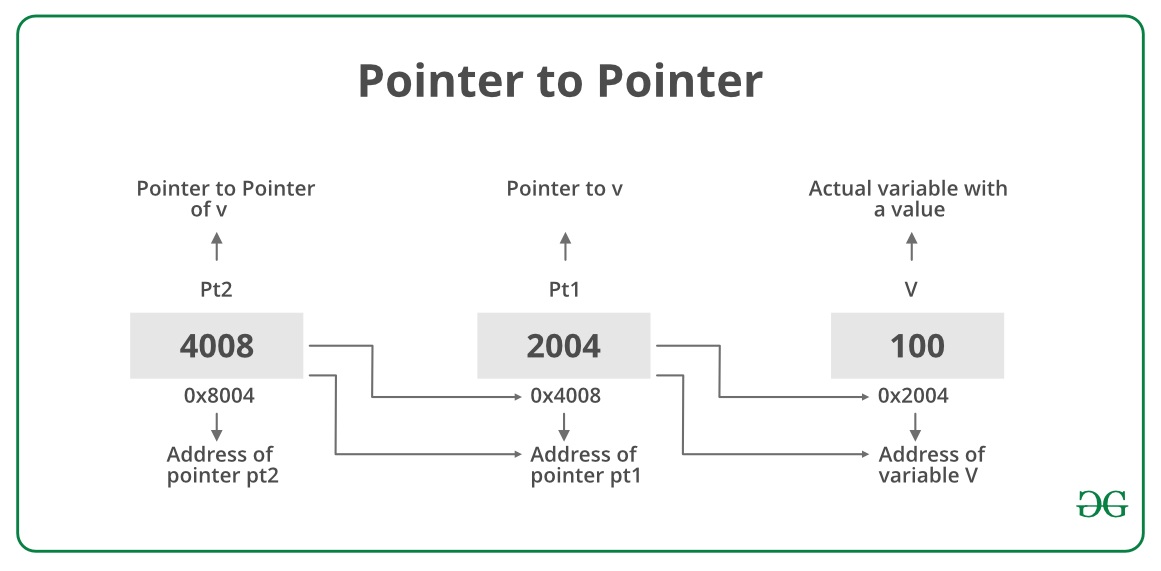 Pointer to Pointer
Pointer to Pointer
of v
Pointer to v
Actual variable with
a value
Pt2
Pt1
V
4008
2004
100
0x8004
0x4008
0x2004
Address of
pointer pt2
Address of
pointer pt1
Address of
variable V